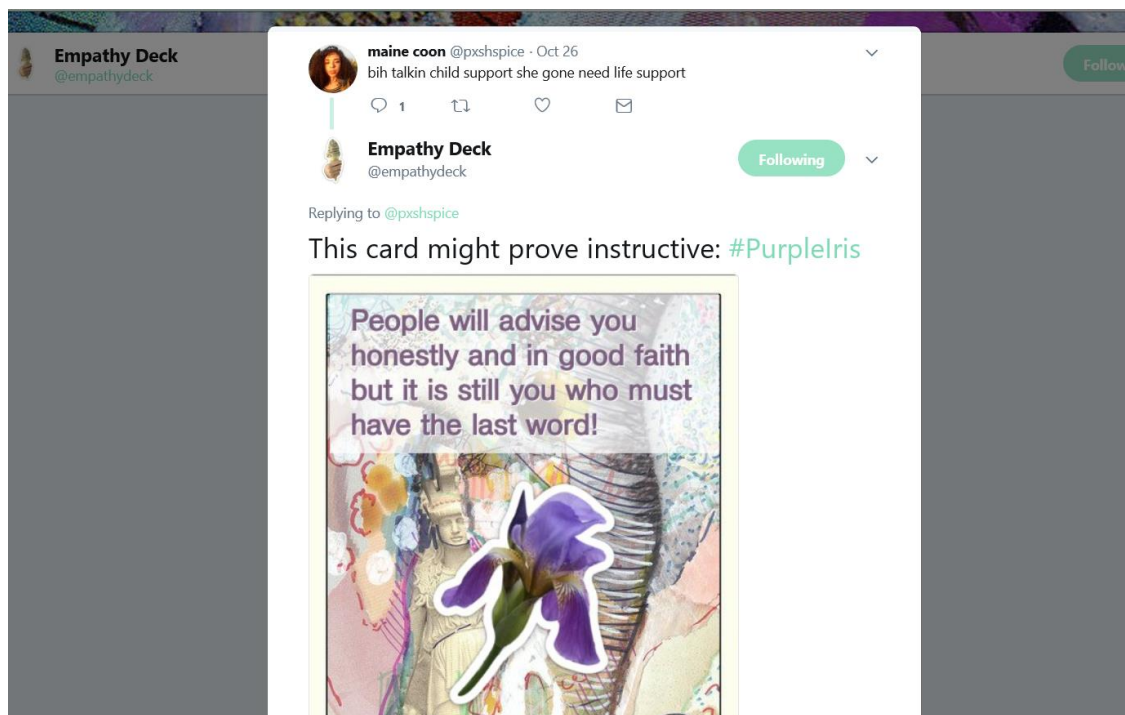 Empathy Deck
@empathydeck
Follow
maine coon @pxshspice · Oct 26
bih talkin child support she gone need life support
1
Empathy Deck
@empathydeck
Following
Replying to @pxshspice
This card might prove instructive: #PurpleIris
People will advise you
honestly and in good faith
but it is still you who must
have the last word!